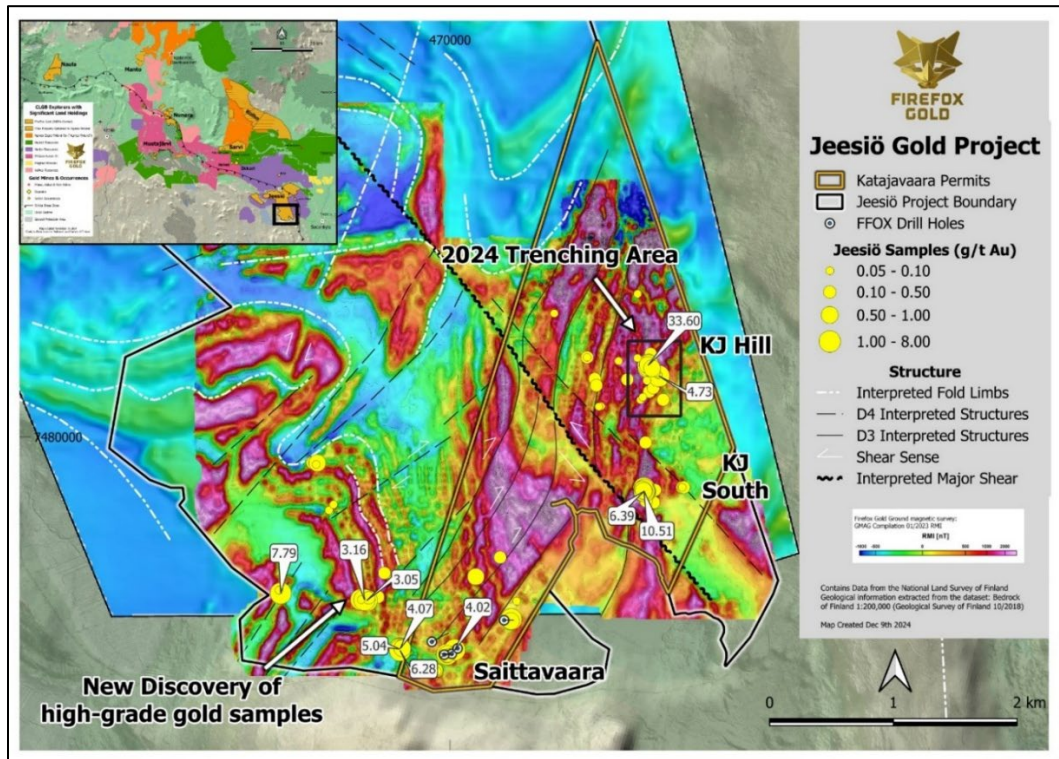 470000
7480000
FIREFOX
GOLD
Jeesiö Gold Project
Katajavaara Permits
Jeesiö Project Boundary
FFOX Drill Holes
Jeesiö Samples (g/t Au)
0.05 - 0.10
0.10 - 0.50
0.50 - 1.00
1.00 - 8.00
Structure
Interpreted Fold Limbs
D4 Interpreted Structures
D3 Interpreted Structures
Shear Sense
Interpreted Major Shear
Firefox Gold Ground magnetic survey:
GMAG Compilation 01/2023 RMI
RMI [nT]
Contains Data from the National Land Survey of Finland
Geological information extracted from the dataset: Bedrock
of Finland 1:200,000 (Geological Survey of Finland 10/2018)
Map Created Dec 9th 2024
0 1 2 km
2024 Trenching Area
33.60
KJ Hill
4.73
KJ
South
6.39
10.51
7.79
3.16
3.05
4.07
4.02
5.04
6.28
Saittavaara
New Discovery of
high-grade gold samples